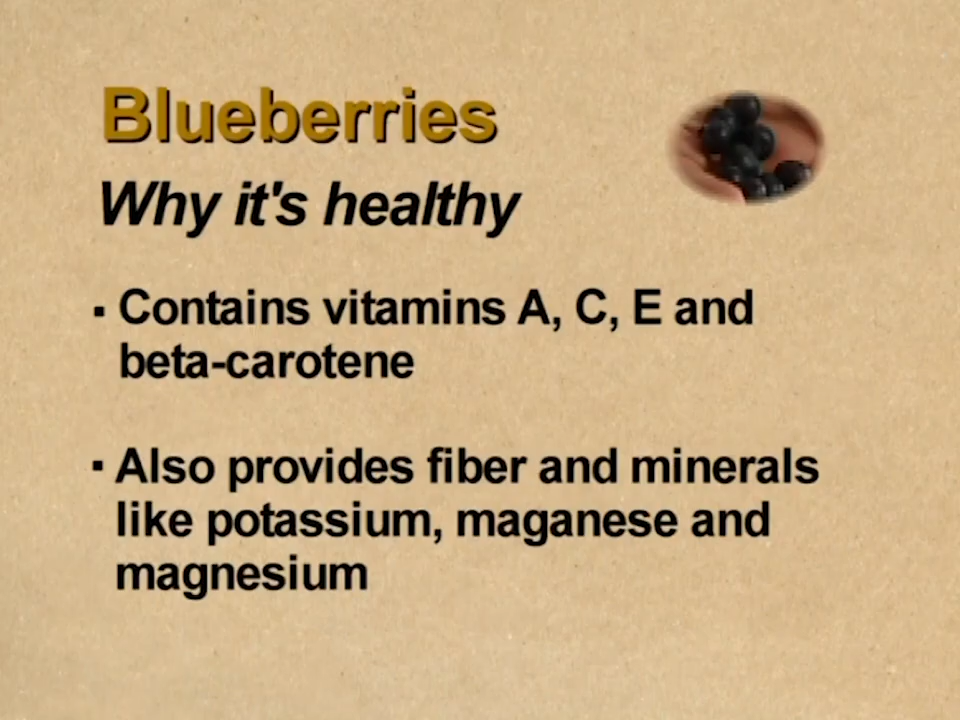 Blueberries
Why it's healthy
▪ Contains vitamins A, C, E and
beta-carotene
▪ Also provides fiber and minerals
like potassium, maganese and
magnesium